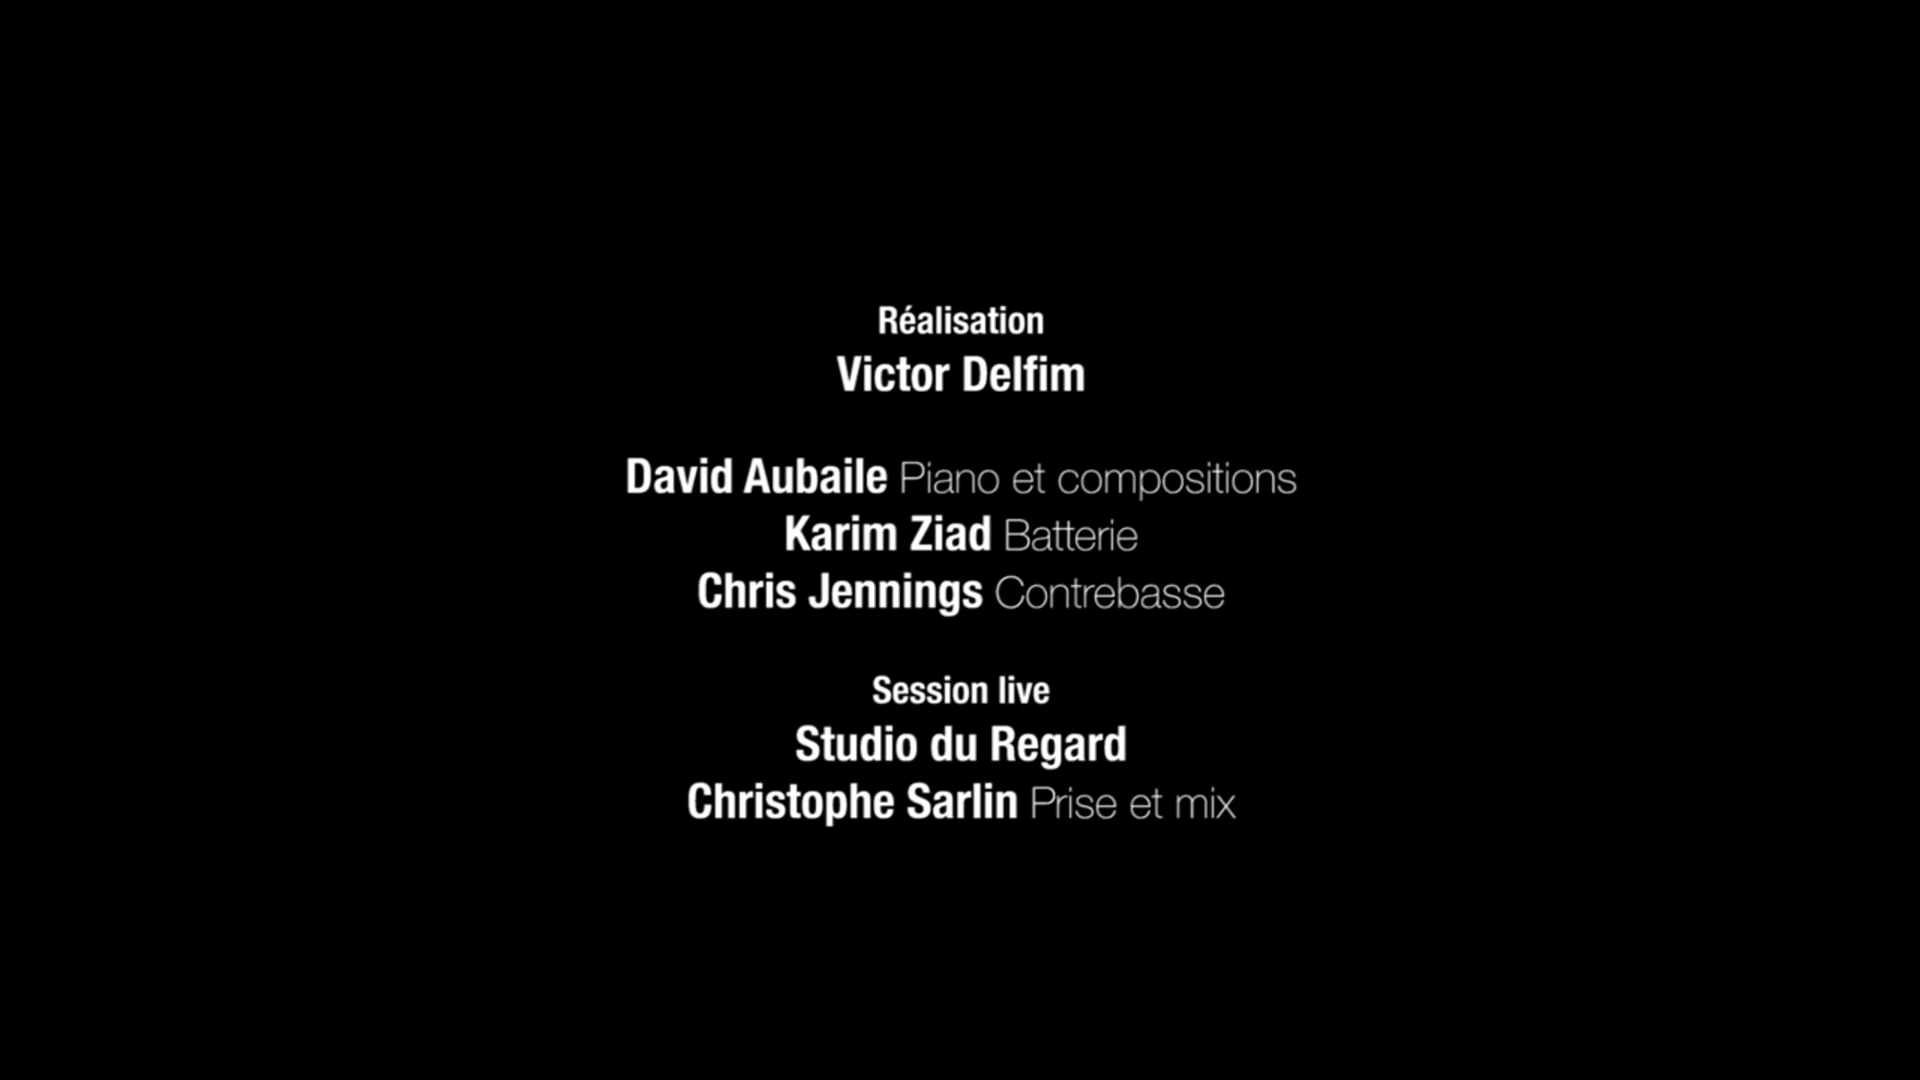 Réalisation
Victor Delfim
David Aubaile Piano et compositions
Karim Ziad Batterie
Chris Jennings Contrebasse
Session live
Studio du Regard
Christophe Sarlin Prise et mix